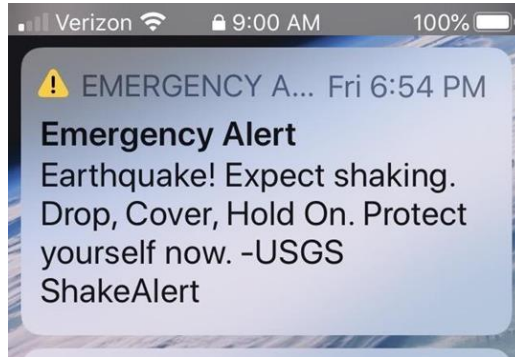 Verizon 9:00 AM 100%
EMERGENCY A... Fri 6:54 PM
Emergency Alert
Earthquake! Expect shaking.
Drop, Cover, Hold On. Protect
yourself now. -USGS
ShakeAlert